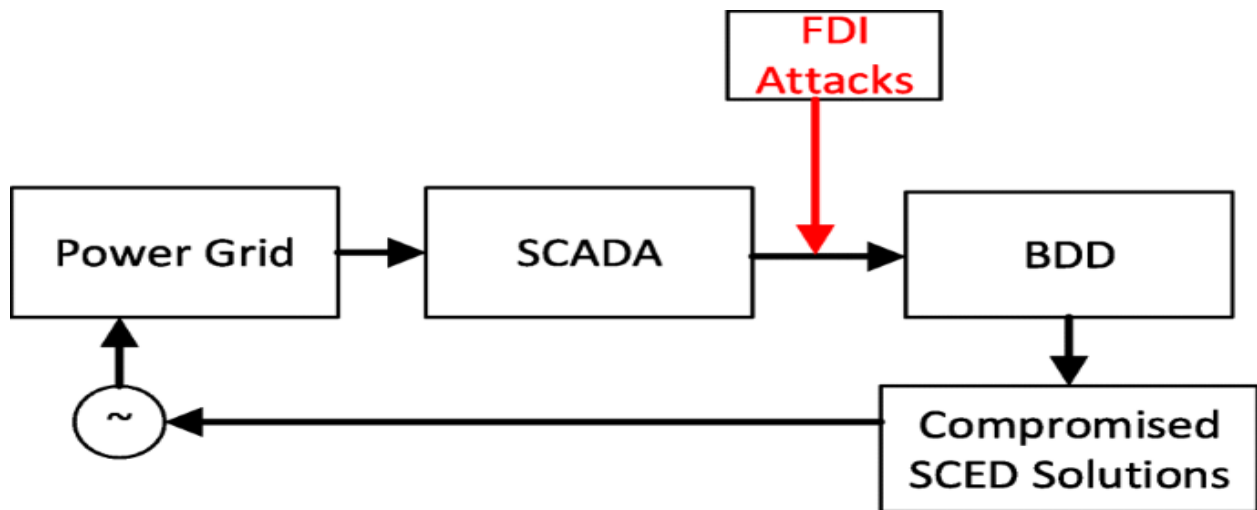 FDI
Attacks
Power Grid
SCADA
BDD
~
Compromised
SCED Solutions